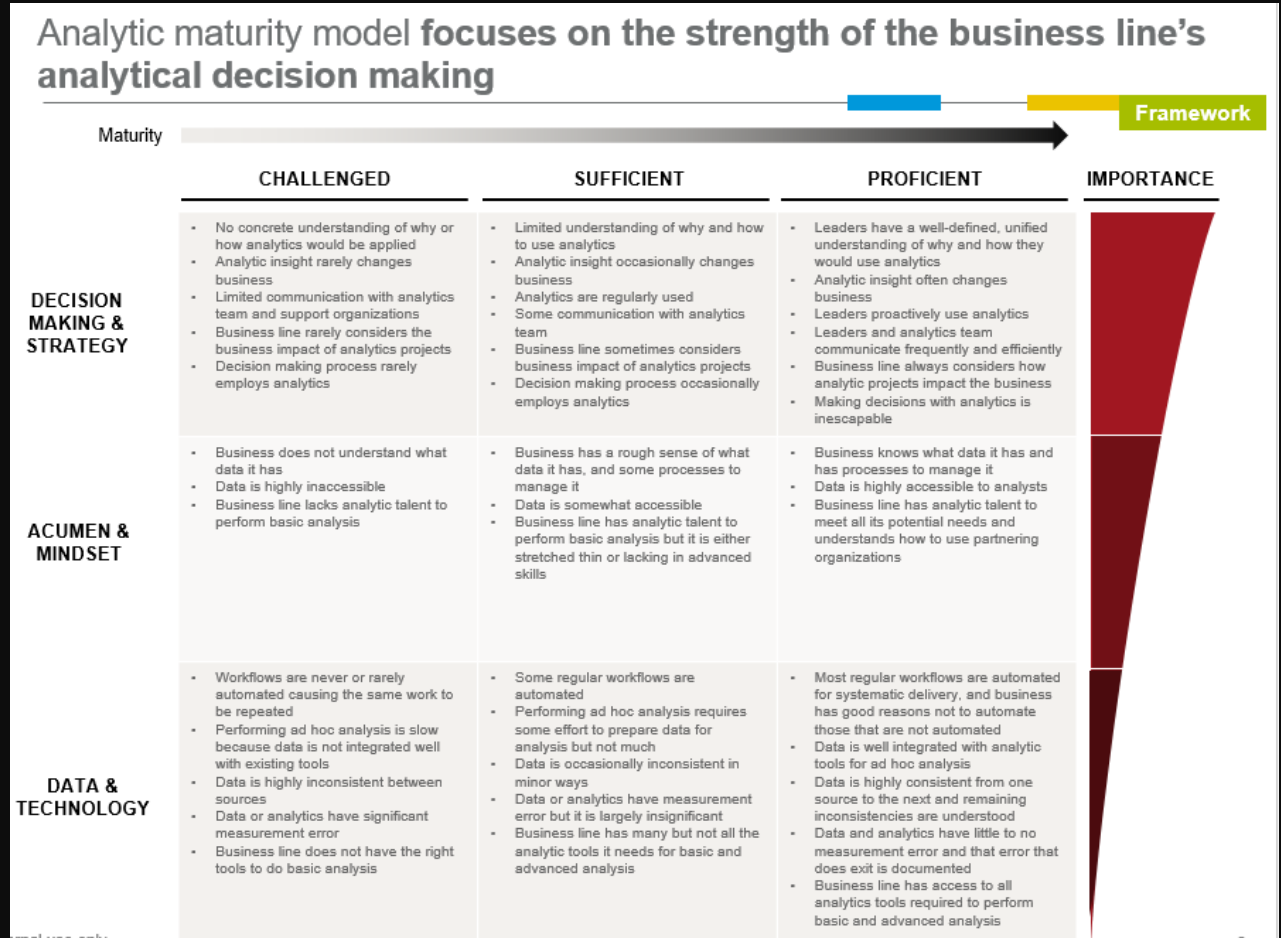 Analytic maturity model focuses on the strength of the business line's
analytical decision making
Framework
Maturity
CHALLENGED
SUFFICIENT
PROFICIENT
IMPORTANCE
DECISION
MAKING &
STRATEGY
- No concrete understanding of why or
how analytics would be applied
- Analytic insight rarely changes
business
- Limited communication with analytics
team and support organizations
- Business line rarely considers the
business impact of analytics projects
- Decision making process rarely
employs analytics
- Limited understanding of why and how
to use analytics
- Analytic insight occasionally changes
business
- Analytics are regularly used
- Some communication with analytics
team
- Business line sometimes considers
business impact of analytics projects
- Decision making process occasionally
employs analytics
- Leaders have a well-defined, unified
understanding of why and how they
would use analytics
- Analytic insight often changes
business
- Leaders proactively use analytics
- Leaders and analytics team
communicate frequently and efficiently
- Business line always considers how
analytic projects impact the business
- Making decisions with analytics is
inescapable
ACUMEN &
MINDSET
- Business does not understand what
data it has
- Data is highly inaccessible
- Business line lacks analytic talent to
perform basic analysis
- Business has a rough sense of what
data it has, and some processes to
manage it
- Data is somewhat accessible
- Business line has analytic talent to
perform basic analysis but it is either
stretched thin or lacking in advanced
skills
- Business knows what data it has and
has processes to manage it
- Data is highly accessible to analysts
- Business line has analytic talent to
meet all its potential needs and
understands how to use partnering
organizations
DATA &
TECHNOLOGY
- Workflows are never or rarely
automated causing the same work to
be repeated
- Performing ad hoc analysis is slow
because data is not integrated well
with existing tools
- Data is highly inconsistent between
sources
- Data or analytics have significant
measurement error
- Business line does not have the right
tools to do basic analysis
- Some regular workflows are
automated
- Performing ad hoc analysis requires
some effort to prepare data for
analysis but not much
- Data is occasionally inconsistent in
minor ways
- Data or analytics have measurement
error but it is largely insignificant
- Business line has many but not all the
analytic tools it needs for basic and
advanced analysis
- Most regular workflows are automated
for systematic delivery, and business
has good reasons not to automate
those that are not automated
- Data is well integrated with analytic
tools for ad hoc analysis
- Data is highly consistent from one
source to the next and remaining
inconsistencies are understood
- Data and analytics have little to no
measurement error and that error that
does exit is documented
- Business line has access to all
analytics tools required to perform
basic and advanced analysis